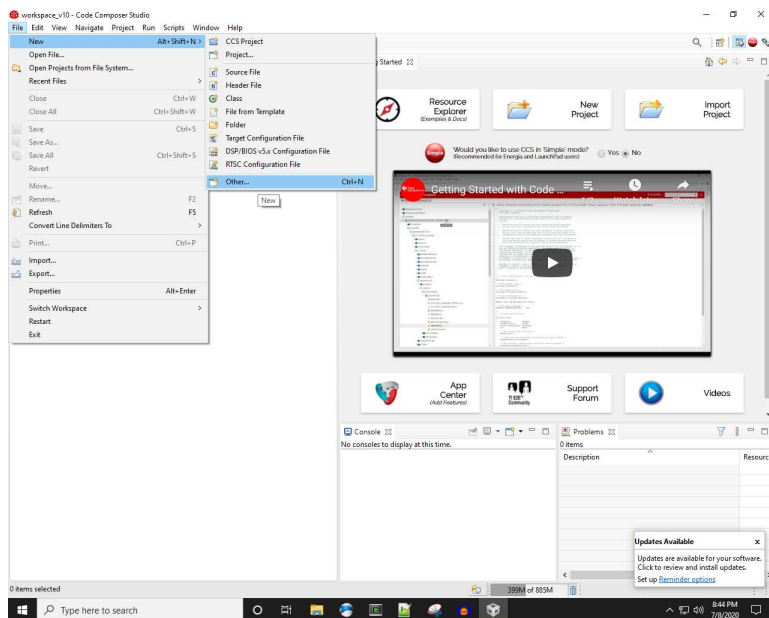 workspace_v10 - Code Composer Studio
File Edit View Navigate Project Run Scripts Window Help
New Alt+Shift+N >
Open File...
Open Projects from File System...
Recent Files >
Close Ctrl+W
Close All Ctrl+Shift+W
Save Ctrl+S
Save As...
Save All Ctrl+Shift+S
Revert
Move...
Rename... F2
Refresh F5
Convert Line Delimiters To >
Print... Ctrl+P
Import...
Export...
Properties Alt+Enter
Switch Workspace >
Restart
Exit
CCS Project
Project...
Source File
Header File
Class
File from Template
Folder
Target Configuration File
DSP/BIOS v5.x Configuration File
RTSC Configuration File
Other... Ctrl+N
New
g Started
Resource
Explorer
(Examples & Docs)
New
Project
Import
Project
Simple
Would you like to use CCS in 'Simple' mode?
(Recommended for Energia and LaunchPad users)
Yes
No
Getting Started with Code ...
1/2
Watch later
Share
App
Center
(Add Features)
TI E2E™
Community
Support
Forum
Videos
Console
No consoles to display at this time.
Problems
0 items
Description
Resourc
Updates Available x
Updates are available for your software.
Click to review and install updates.
Set up Reminder options
0 items selected
399M of 885M
Type here to search
8:44 PM
7/8/2020